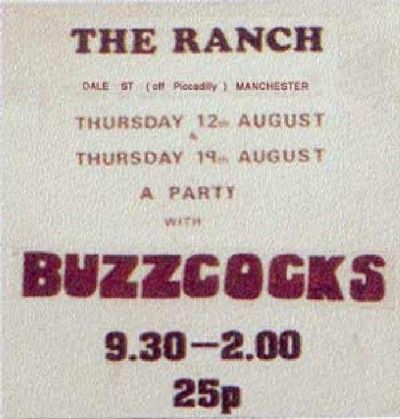 THE RANCH
DALE ST (off Piccadilly) MANCHESTER
THURSDAY 12th AUGUST
&
THURSDAY 19th AUGUST
A PARTY
WITH
BUZZCOCKS
9.30-2.00
25p